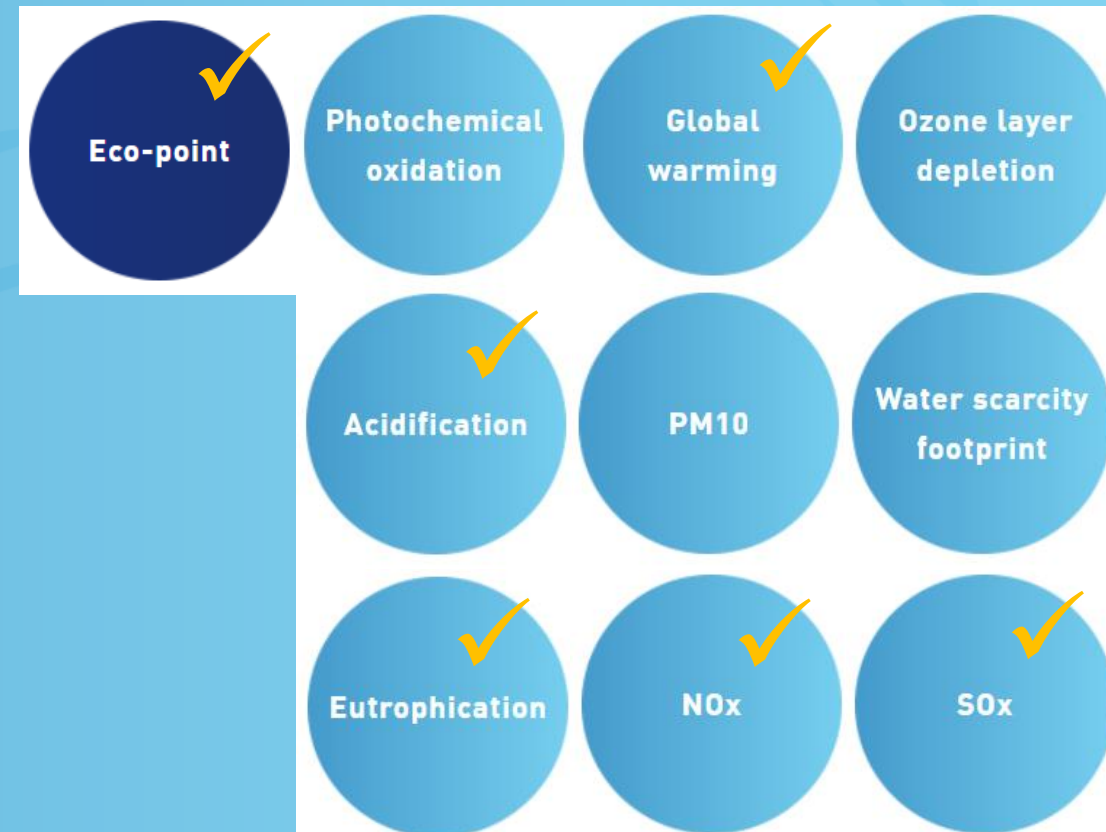 Eco-point
Photochemical
oxidation
Global
warming
Ozone layer
depletion
Acidification
PM10
Water scarcity
footprint
Eutrophication
NOx
SOx